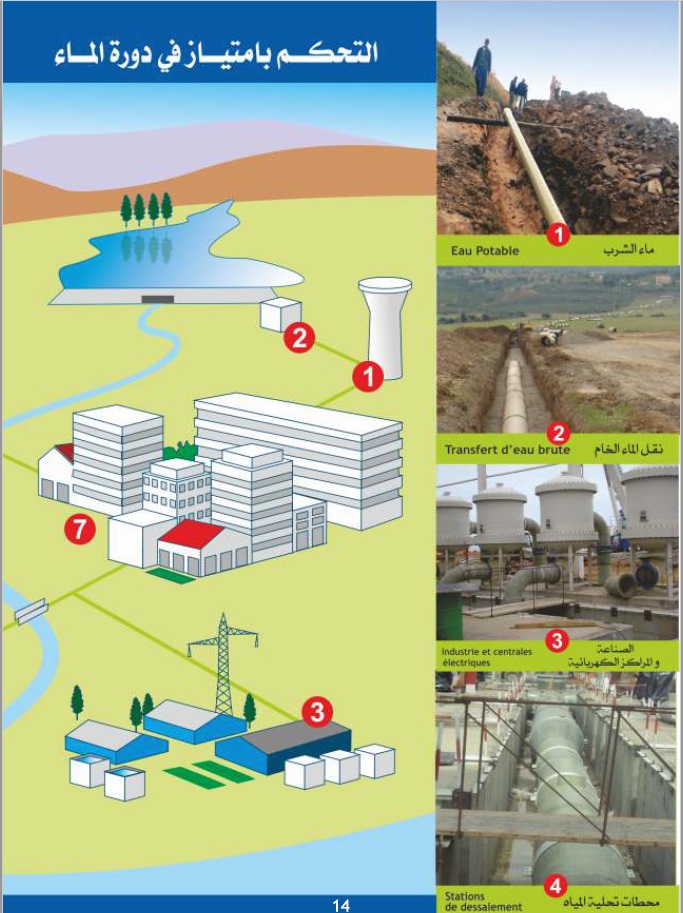 التحكم بامتياز في دورة الماء
2
1
7
3
1
Eau Potable
ماء الشرب
2
Transfert d'eau brute
نقل الماء الخام
3
Industrie et centrales
électriques
الصناعة
و المراكز الكهربائية
4
Stations
de dessalement
محطات تحلية المياه
14